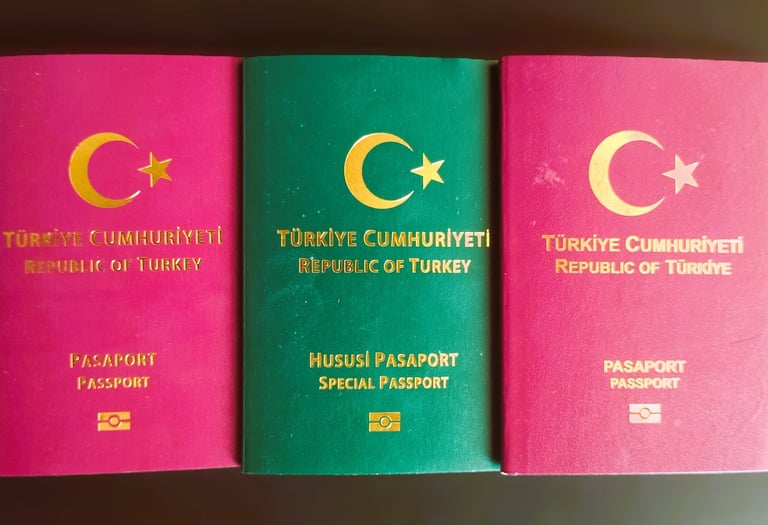 TÜRKİYE CUMHURİYETİ
REPUBLIC OF TURKEY
PASAPORT
PASSPORT
TÜRKİYE CUMHURİYETİ
REPUBLIC OF TURKEY
HUSUSİ PASAPORT
SPECIAL PASSPORT
TÜRKİYE CUMHURİYETİ
REPUBLIC OF TÜRKİYE
PASAPORT
PASSPORT